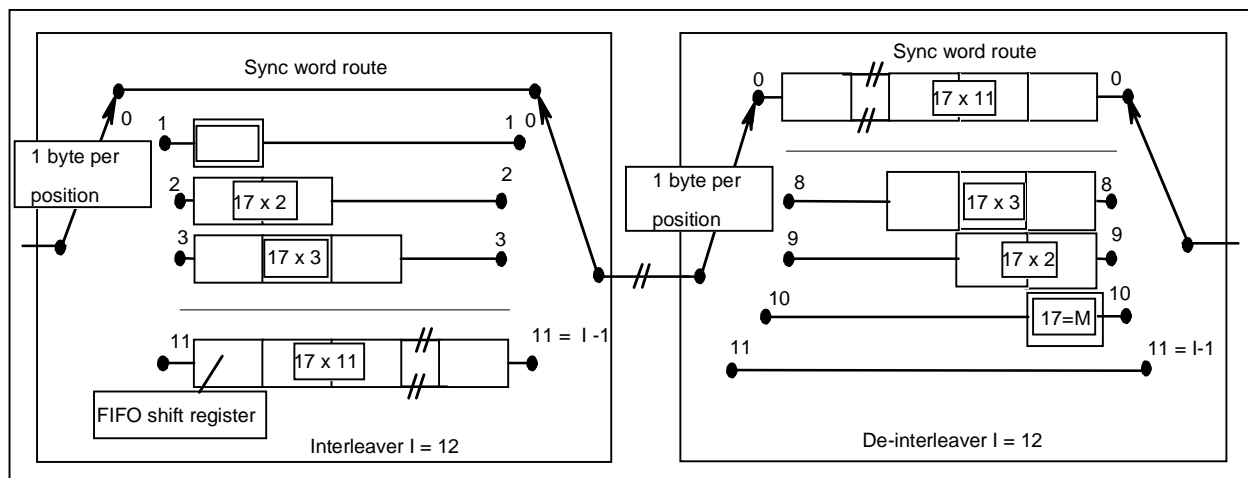 Sync word route
0
1
1
0
1 byte per
position
2
17 x 2
2
3
17 x 3
3
11
17 x 11
11 = I -1
FIFO shift register
Interleaver I = 12
Sync word route
0
17 x 11
0
1 byte per
position
8
17 x 3
8
9
17 x 2
9
10
17=M
10
11
11 = I-1
De-interleaver I = 12